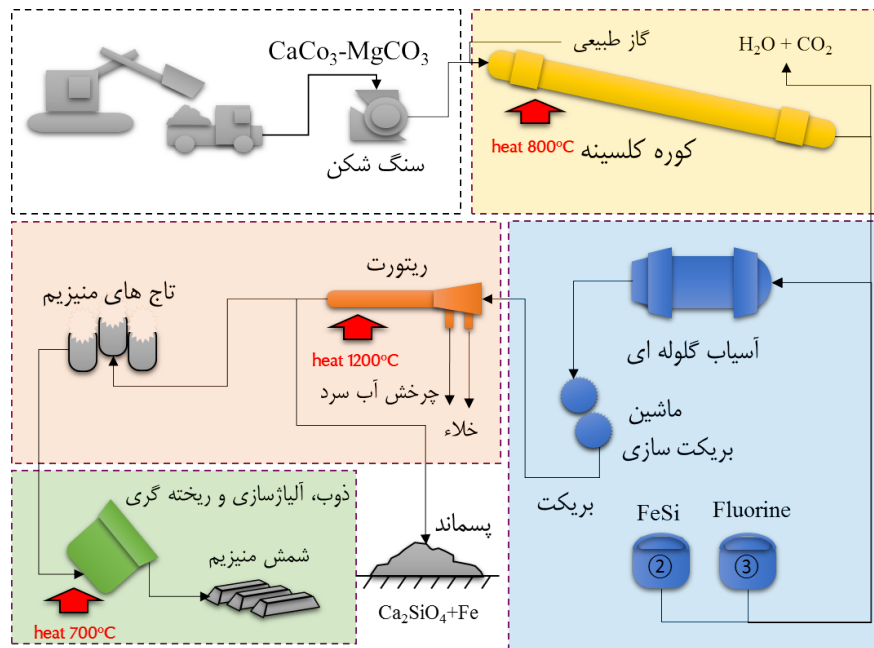 CaCo₃-MgCO₃
سنگ شکن
گاز طبیعی
H₂O + CO₂
heat 800°C
کوره کلسینه
ریتورت
تاج های منیزیم
heat 1200°C
چرخش آب سرد
خلاء
آسیاب گلوله ای
ماشین
بریکت سازی
بریکت
FeSi
Fluorine
②
③
ذوب، آلیاژسازی و ریخته گری
شمش منیزیم
heat 700°C
پسماند
Ca₂SiO₄+Fe